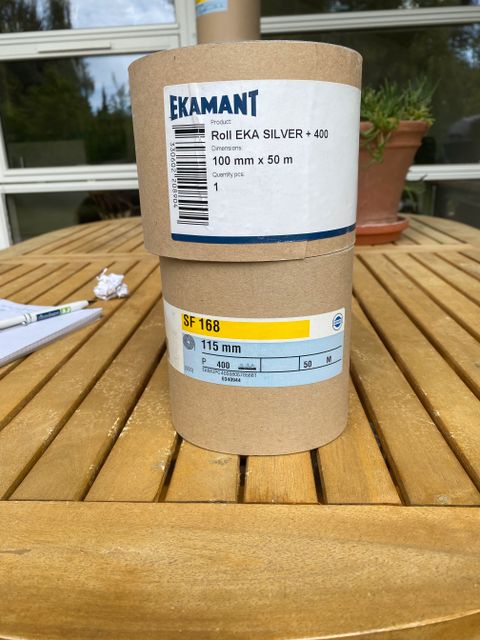 EKAMANT
Product
Roll EKA SILVER + 400
Dimensions:
100 mm x 50 m
Quantity pcs:
1
SF 168
115 mm
P 400 50 M